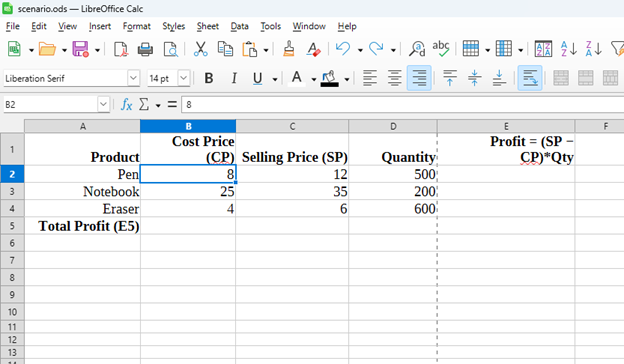 scenario.ods — LibreOffice Calc
File Edit View Insert Format Styles Sheet Data Tools Window Help
Liberation Serif 14 pt B I U A
B2 fx Σ = 8
A B C D E F
1 Product Cost Price (CP) Selling Price (SP) Quantity Profit = (SP − CP)*Qty
2 Pen 8 12 500
3 Notebook 25 35 200
4 Eraser 4 6 600
5 Total Profit (E5)
6
7
8
9
10
11
12
13